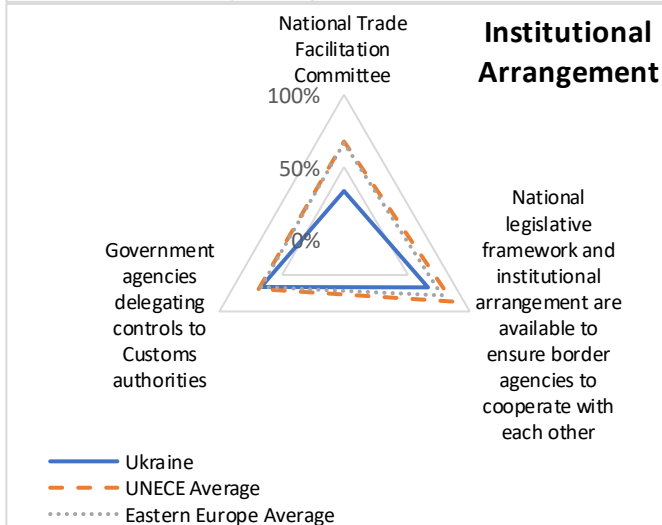 National Trade
Facilitation
Committee
Institutional
Arrangement
100%
50%
0%
National
legislative
framework and
institutional
arrangement are
available to
ensure border
agencies to
cooperate with
each other
Government
agencies
delegating
controls to
Customs
authorities
Ukraine
UNECE Average
Eastern Europe Average